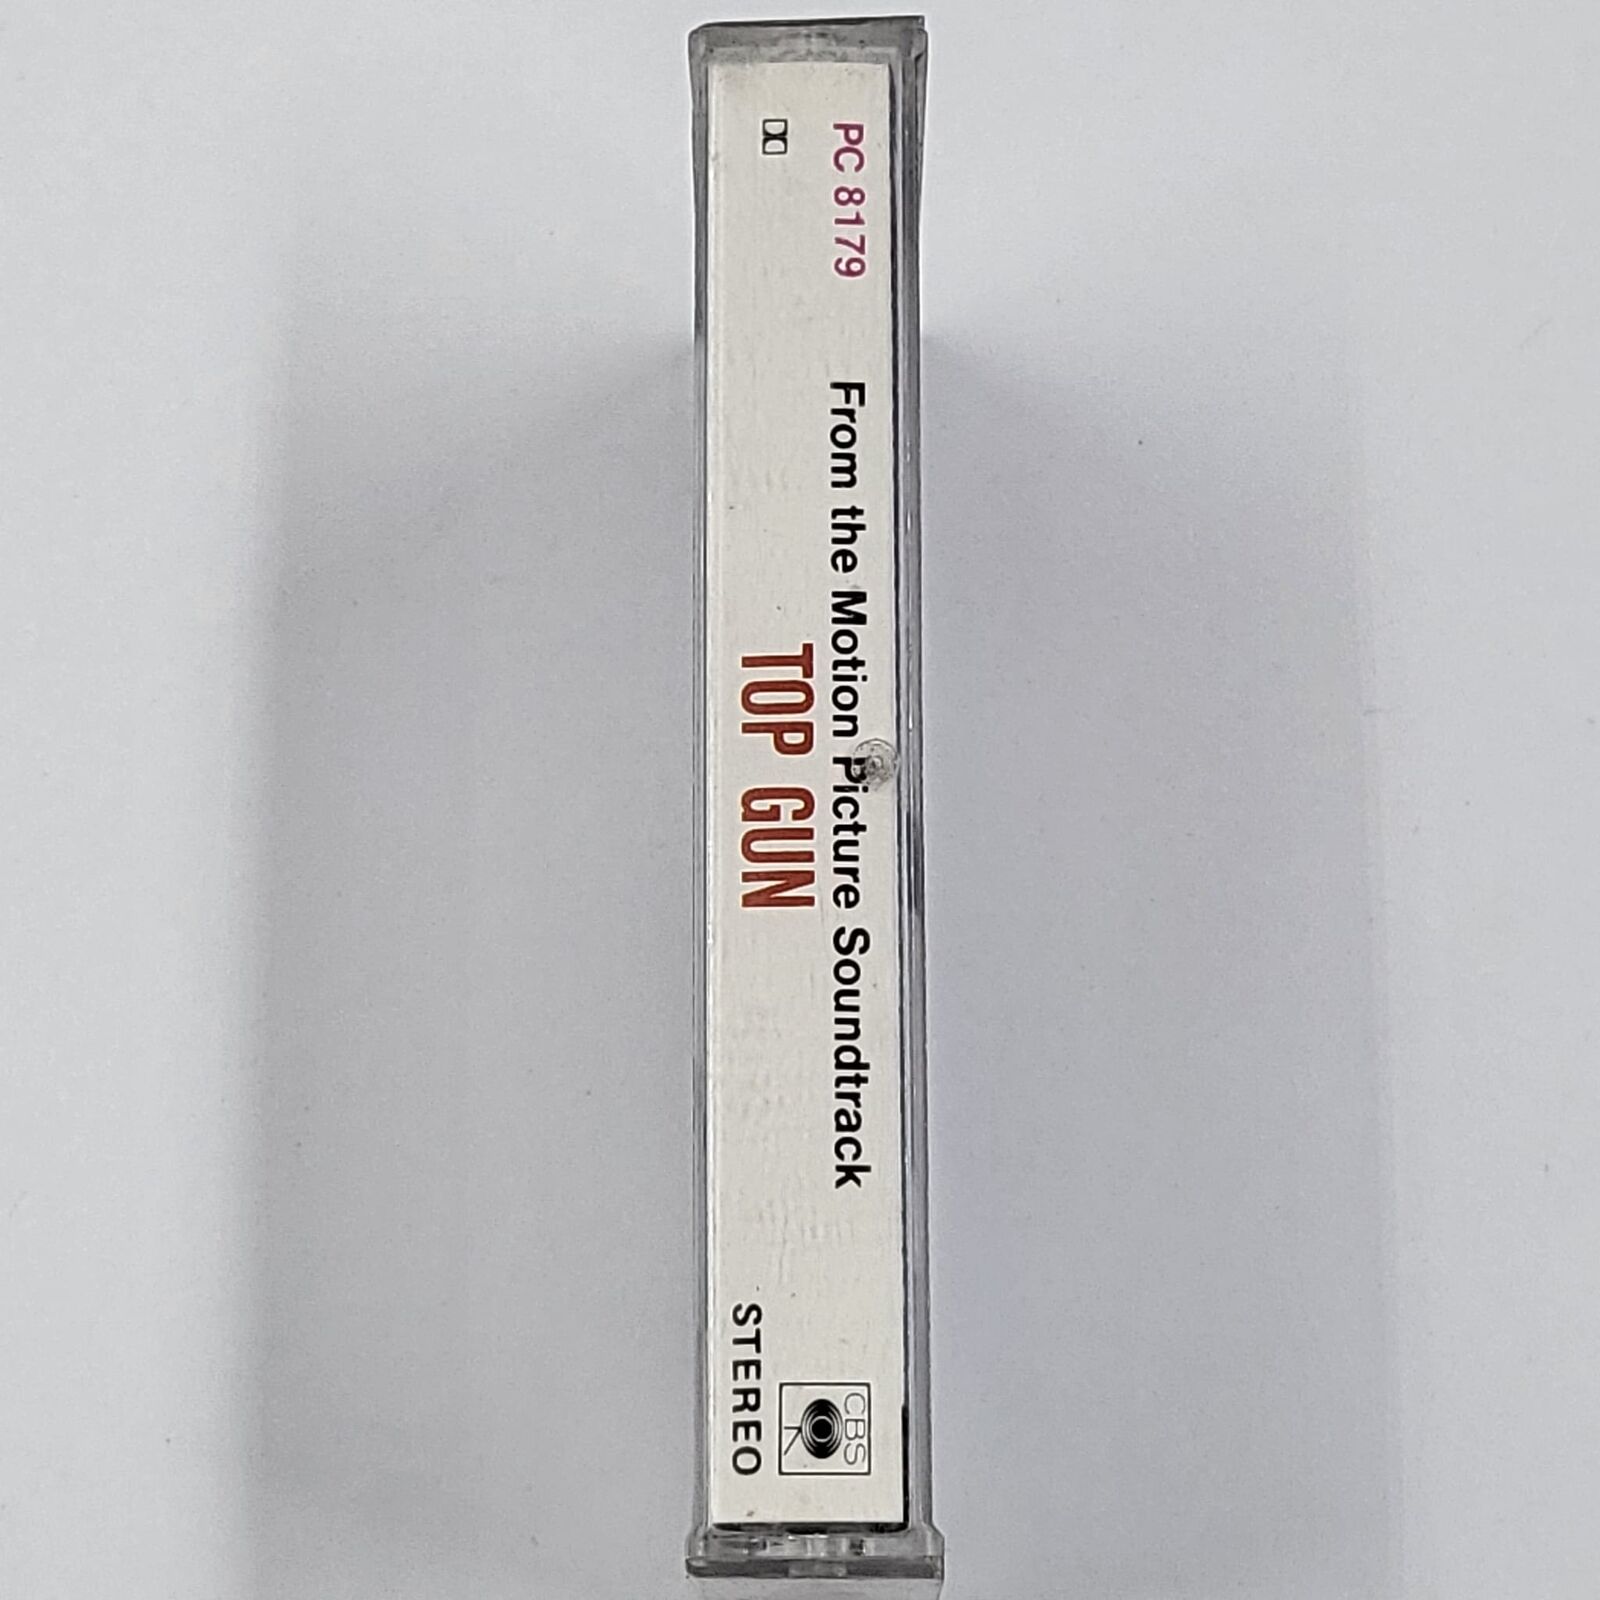 PC 8179
From the Motion Picture Soundtrack
TOP GUN
CBS
STEREO